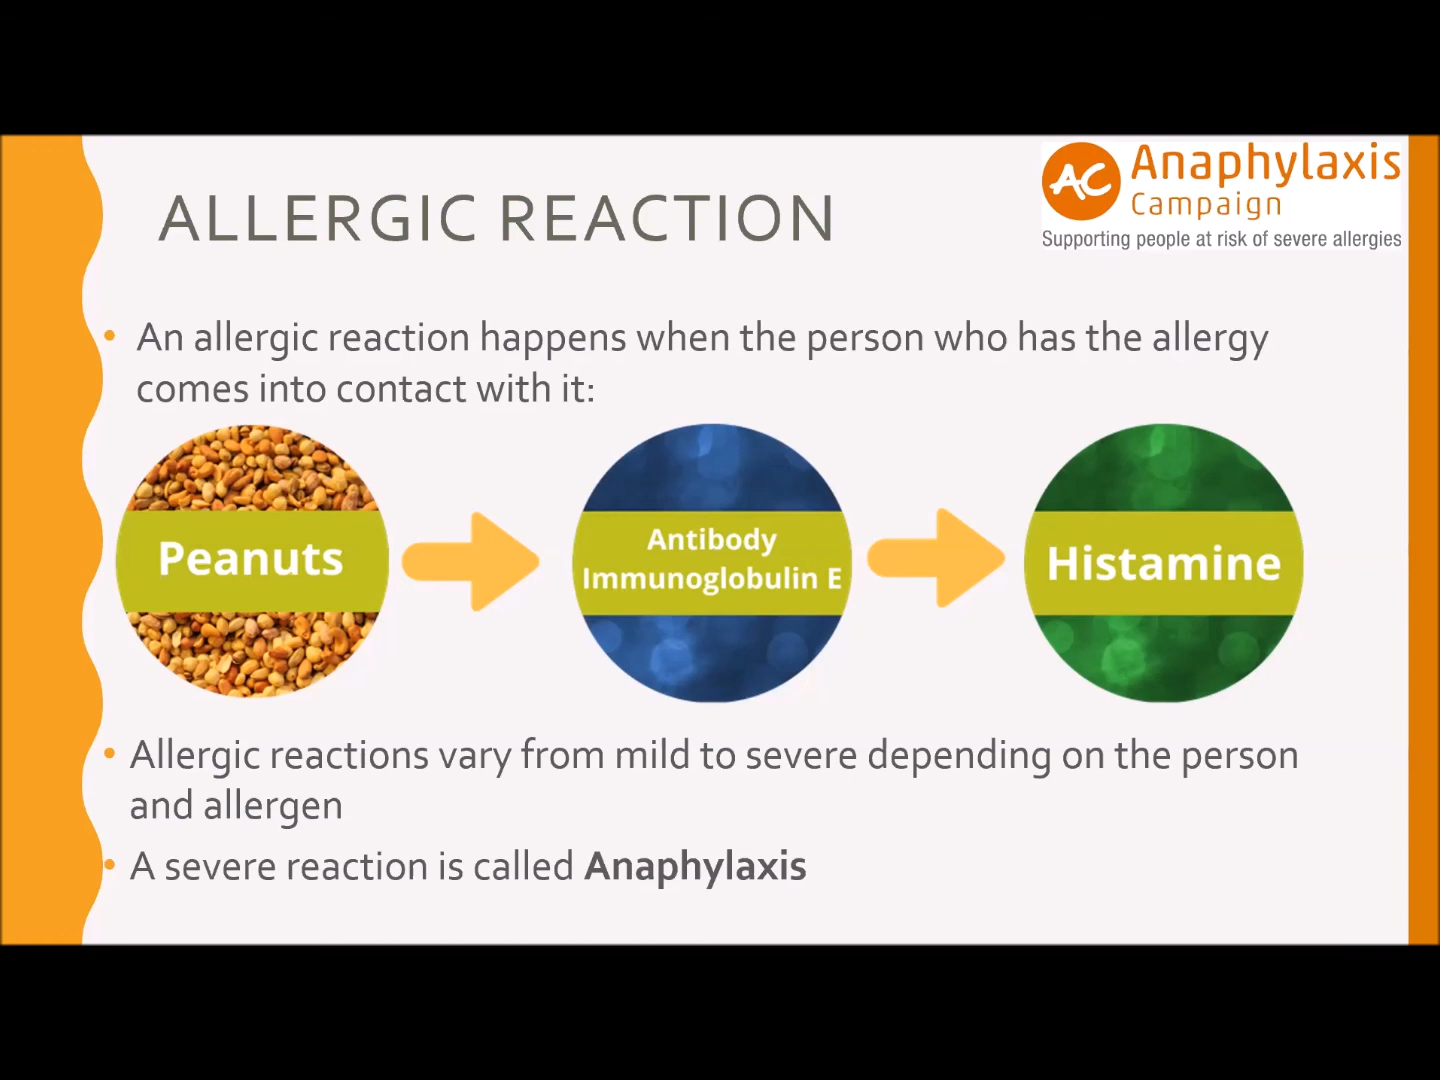 AC Anaphylaxis
Campaign
Supporting people at risk of severe allergies
ALLERGIC REACTION
• An allergic reaction happens when the person who has the allergy
comes into contact with it:
Peanuts
Antibody
Immunoglobulin E
Histamine
• Allergic reactions vary from mild to severe depending on the person
and allergen
• A severe reaction is called Anaphylaxis